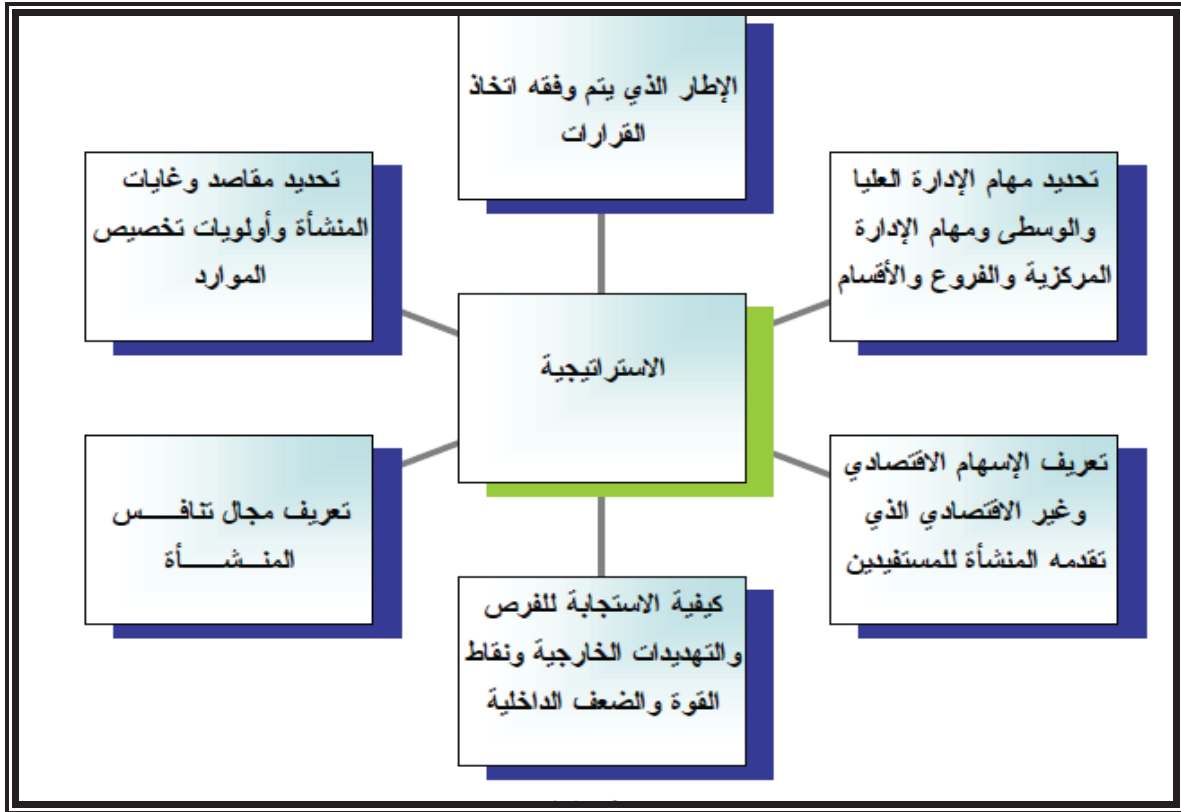 الإطار الذي يتم وفقه اتخاذ
القرارات
تحديد مهام الإدارة العليا
والوسطى ومهام الإدارة
المركزية والفروع والأقسام
تحديد مقاصد وغايات
المنشأة وأولويات تخصيص
الموارد
الاستراتيجية
تعريف الإسهام الاقتصادي
وغير الاقتصادي الذي
تقدمه المنشأة للمستفيدين
تعريف مجال تنافـــــس
المنــشـــــأة
كيفية الاستجابة للفرص
والتهديدات الخارجية ونقاط
القوة والضعف الداخلية